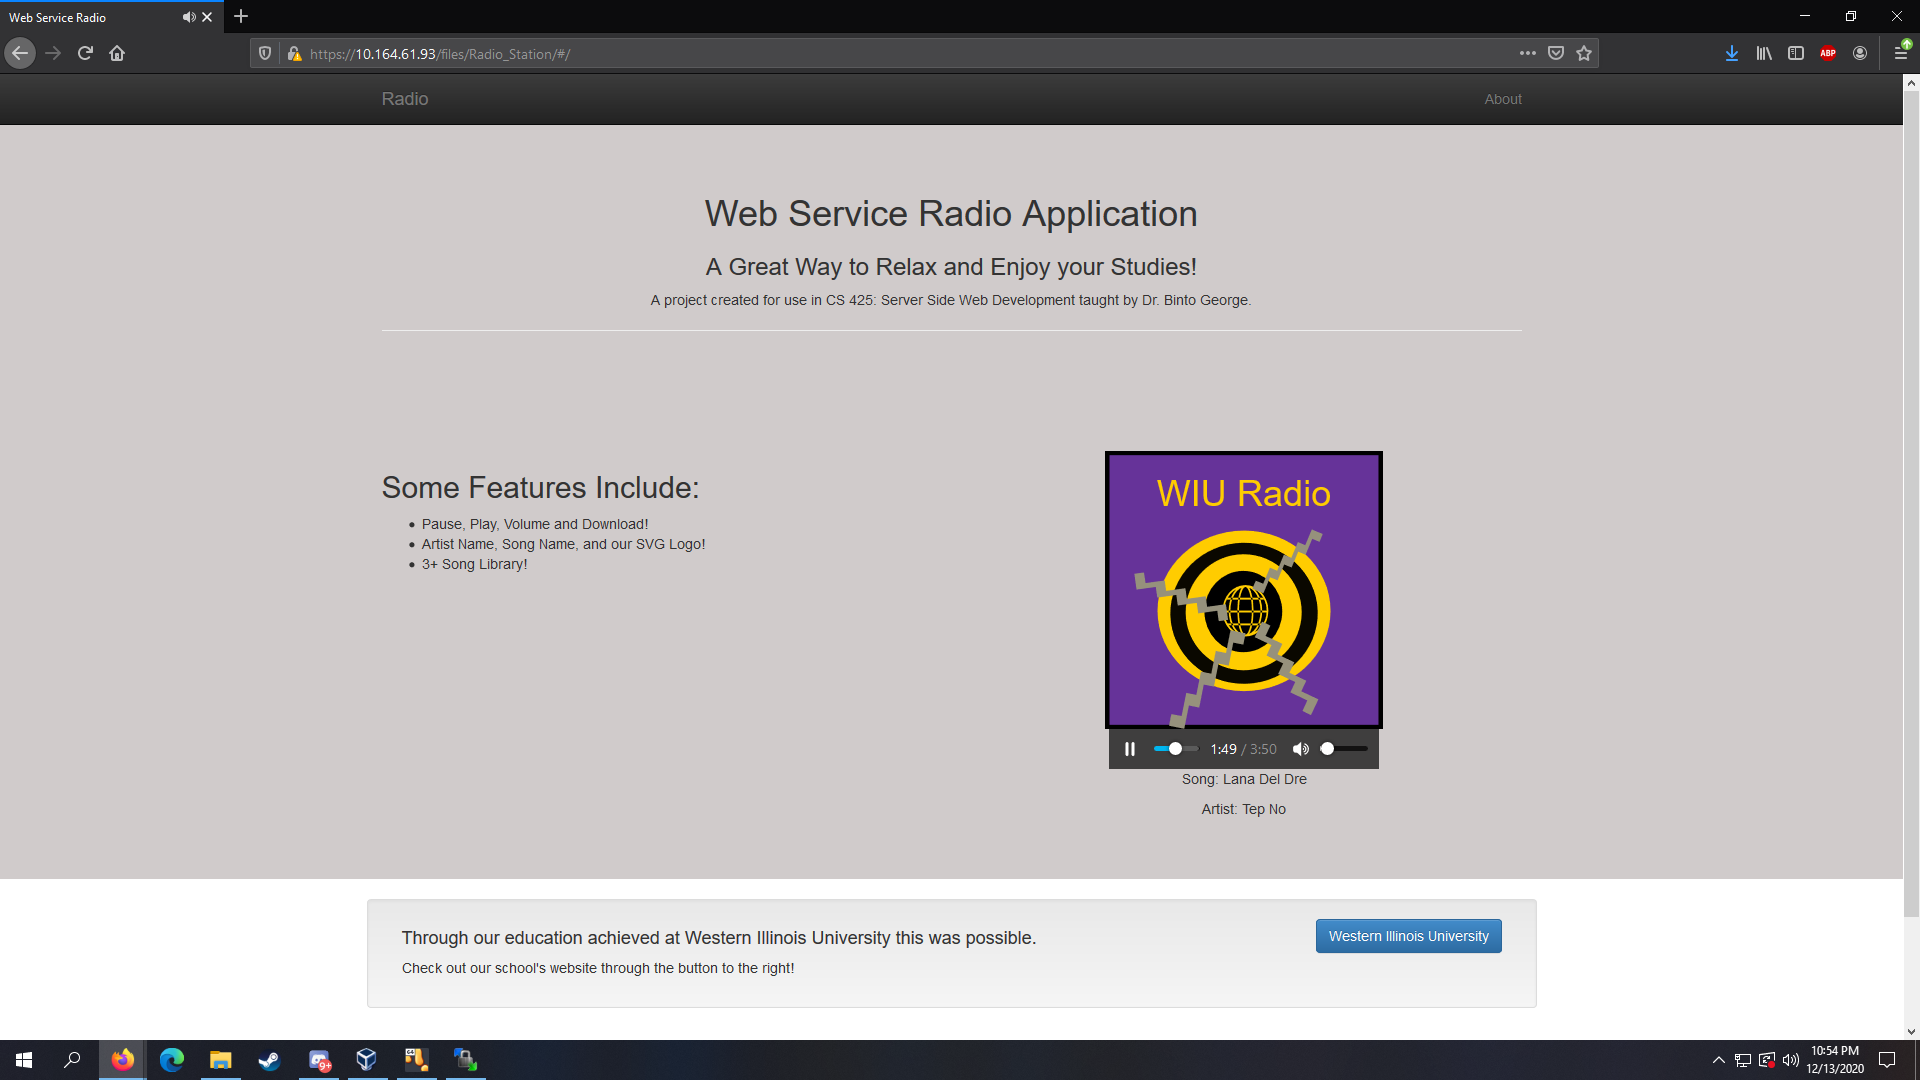 Web Service Radio
https://10.164.61.93/files/Radio_Station/#/
ABP
Radio
About
Web Service Radio Application
A Great Way to Relax and Enjoy your Studies!
A project created for use in CS 425: Server Side Web Development taught by Dr. Binto George.
Some Features Include:
Pause, Play, Volume and Download!
Artist Name, Song Name, and our SVG Logo!
3+ Song Library!
WIU Radio
1:49 / 3:50
Song: Lana Del Dre
Artist: Tep No
Through our education achieved at Western Illinois University this was possible.
Western Illinois University
Check out our school's website through the button to the right!
9+
64
10:54 PM
12/13/2020